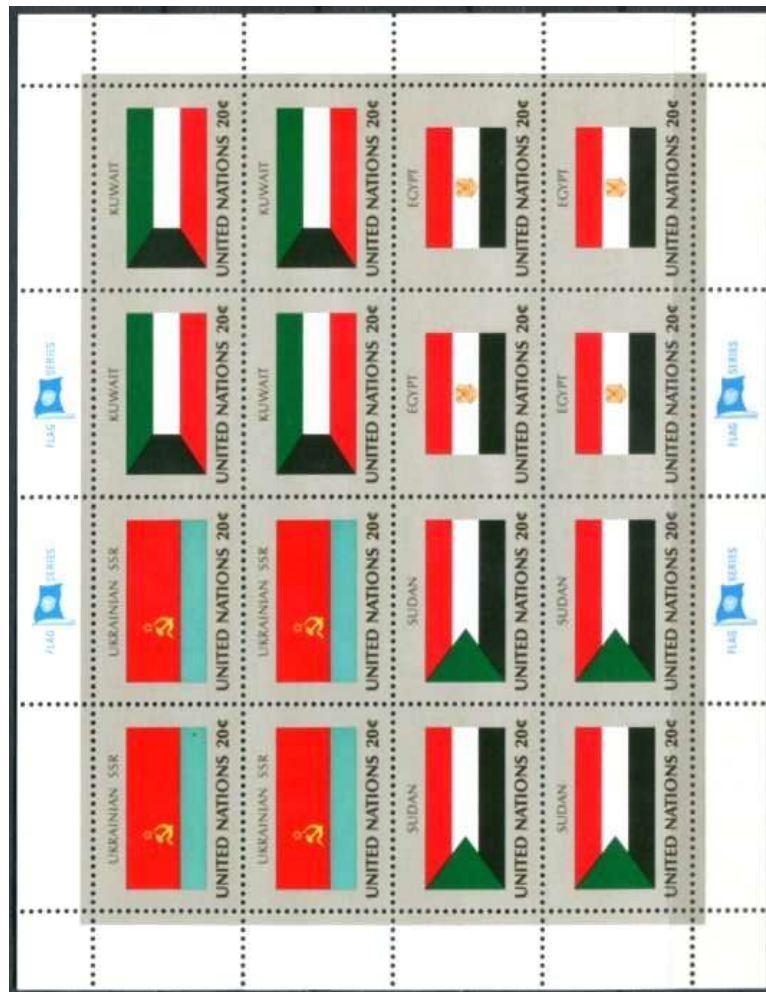 FLAG SERIES
FLAG SERIES
UKRAINIAN SSR
UNITED NATIONS 20¢
UKRAINIAN SSR
UNITED NATIONS 20¢
KUWAIT
UNITED NATIONS 20¢
KUWAIT
UNITED NATIONS 20¢
UKRAINIAN SSR
UNITED NATIONS 20¢
UKRAINIAN SSR
UNITED NATIONS 20¢
KUWAIT
UNITED NATIONS 20¢
KUWAIT
UNITED NATIONS 20¢
SUDAN
UNITED NATIONS 20¢
SUDAN
UNITED NATIONS 20¢
EGYPT
UNITED NATIONS 20¢
EGYPT
UNITED NATIONS 20¢
SUDAN
UNITED NATIONS 20¢
SUDAN
UNITED NATIONS 20¢
EGYPT
UNITED NATIONS 20¢
EGYPT
UNITED NATIONS 20¢
FLAG SERIES
FLAG SERIES